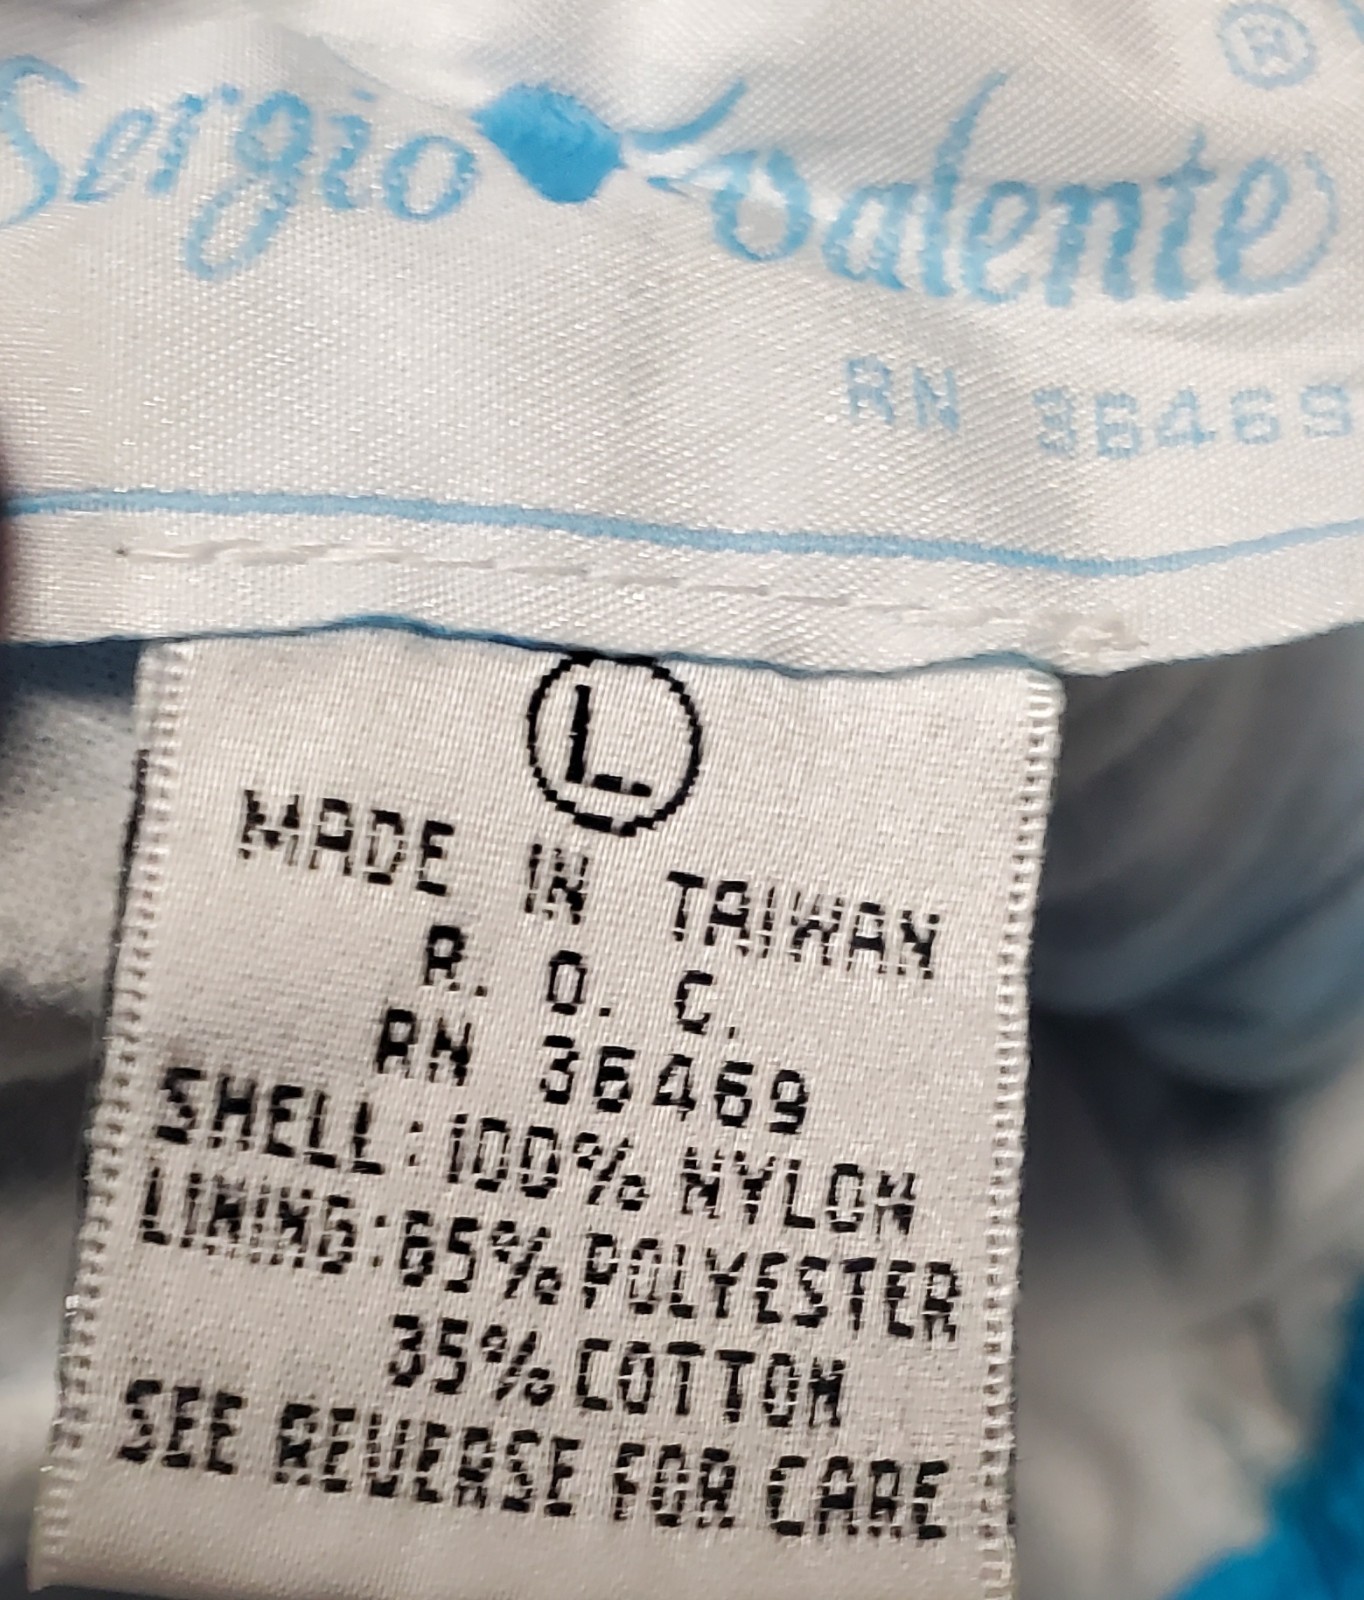 ®
Sergio Valente
RN 36469
L
MADE IN TAIWAN
R. O. C.
RN 36469
SHELL:100% NYLON
LINING:65% POLYESTER
35% COTTON
SEE REVERSE FOR CARE